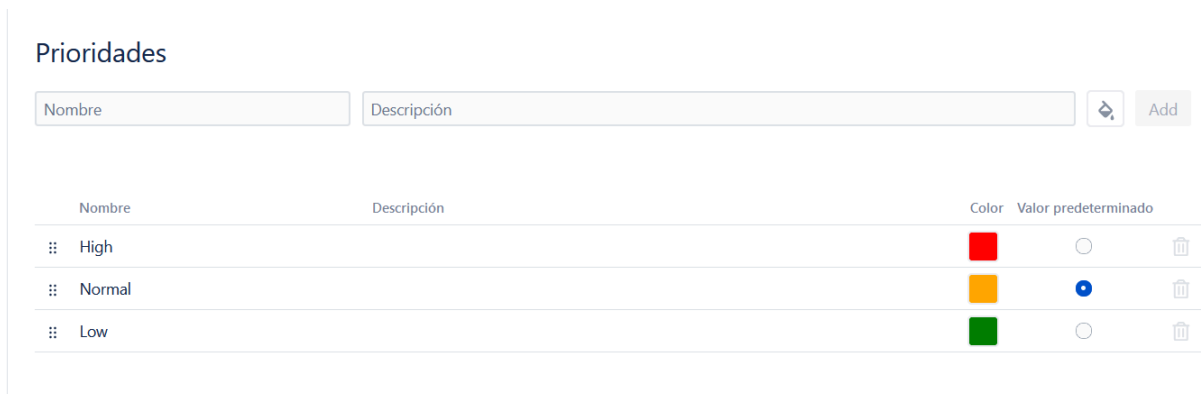 Prioridades
Nombre Descripción Add
Nombre Descripción Color Valor predeterminado
High
Normal
Low